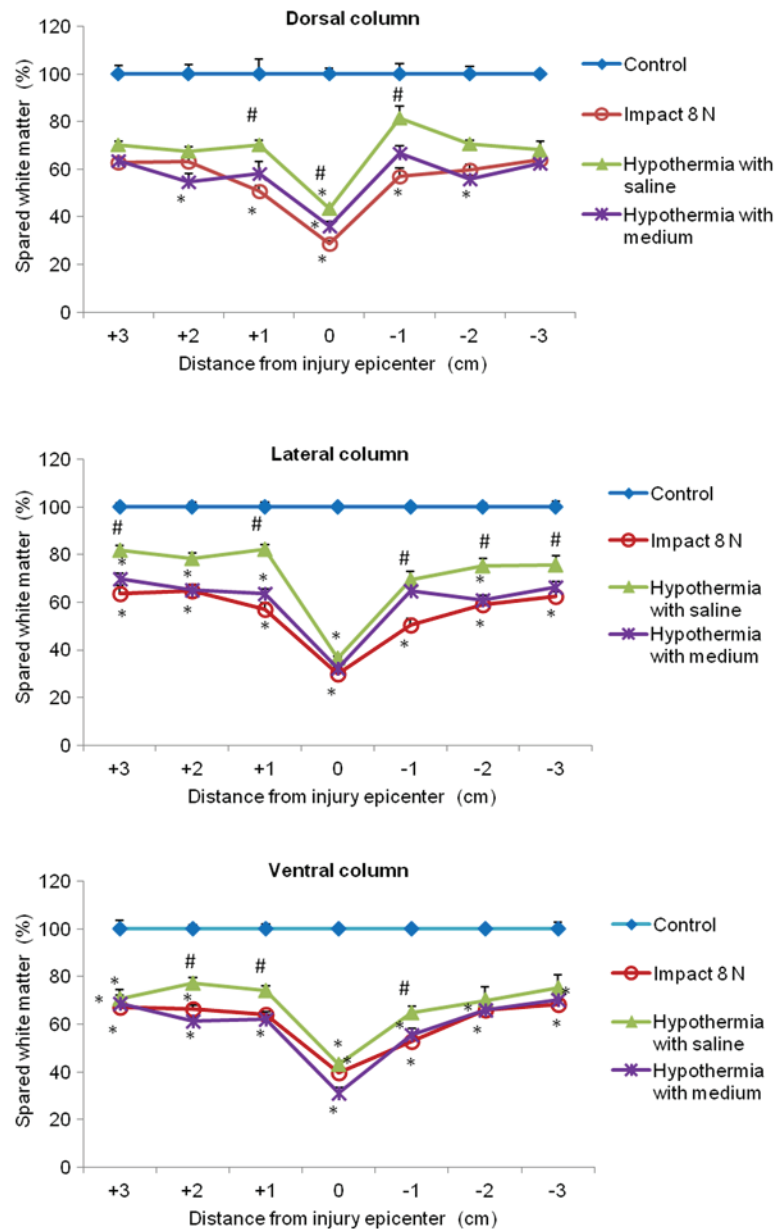 Dorsal column
120
100
80
60
40
20
0
Spared white matter (%)
# # #
* * * * * * *
+3 +2 +1 0 -1 -2 -3
Distance from injury epicenter (cm)
Control
Impact 8 N
Hypothermia
with saline
Hypothermia with
medium
Lateral column
120
100
80
60
40
20
0
Spared white matter (%)
# # # # #
* * * * * * * * * * * *
+3 +2 +1 0 -1 -2 -3
Distance from injury epicenter (cm)
Control
Impact 8 N
Hypothermia
with saline
Hypothermia
with medium
Ventral column
120
100
80
60
40
20
0
Spared white matter (%)
# # #
* * * * * * * * * * * * * * *
+3 +2 +1 0 -1 -2 -3
Distance from injury epicenter (cm)
Control
Impact 8 N
Hypothermia
with saline
Hypothermia
with medium